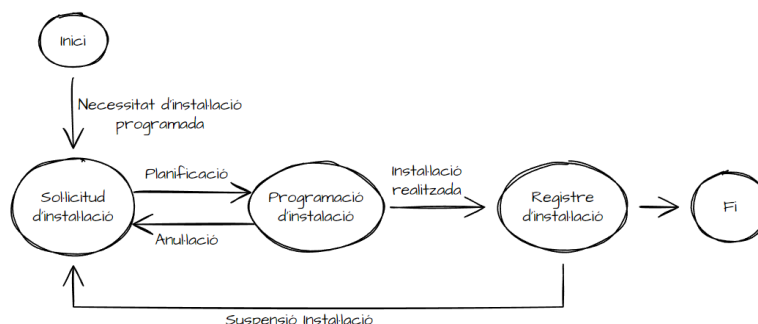 Inici
Necessitat d'instal·lació
programada
Sol·licitud
d'instal·lació
Planificació
Anul·lació
Programació
d'instalació
Instal·lació
realitzada
Registre
d'instal·lació
Fi
Suspensió Instal·lació